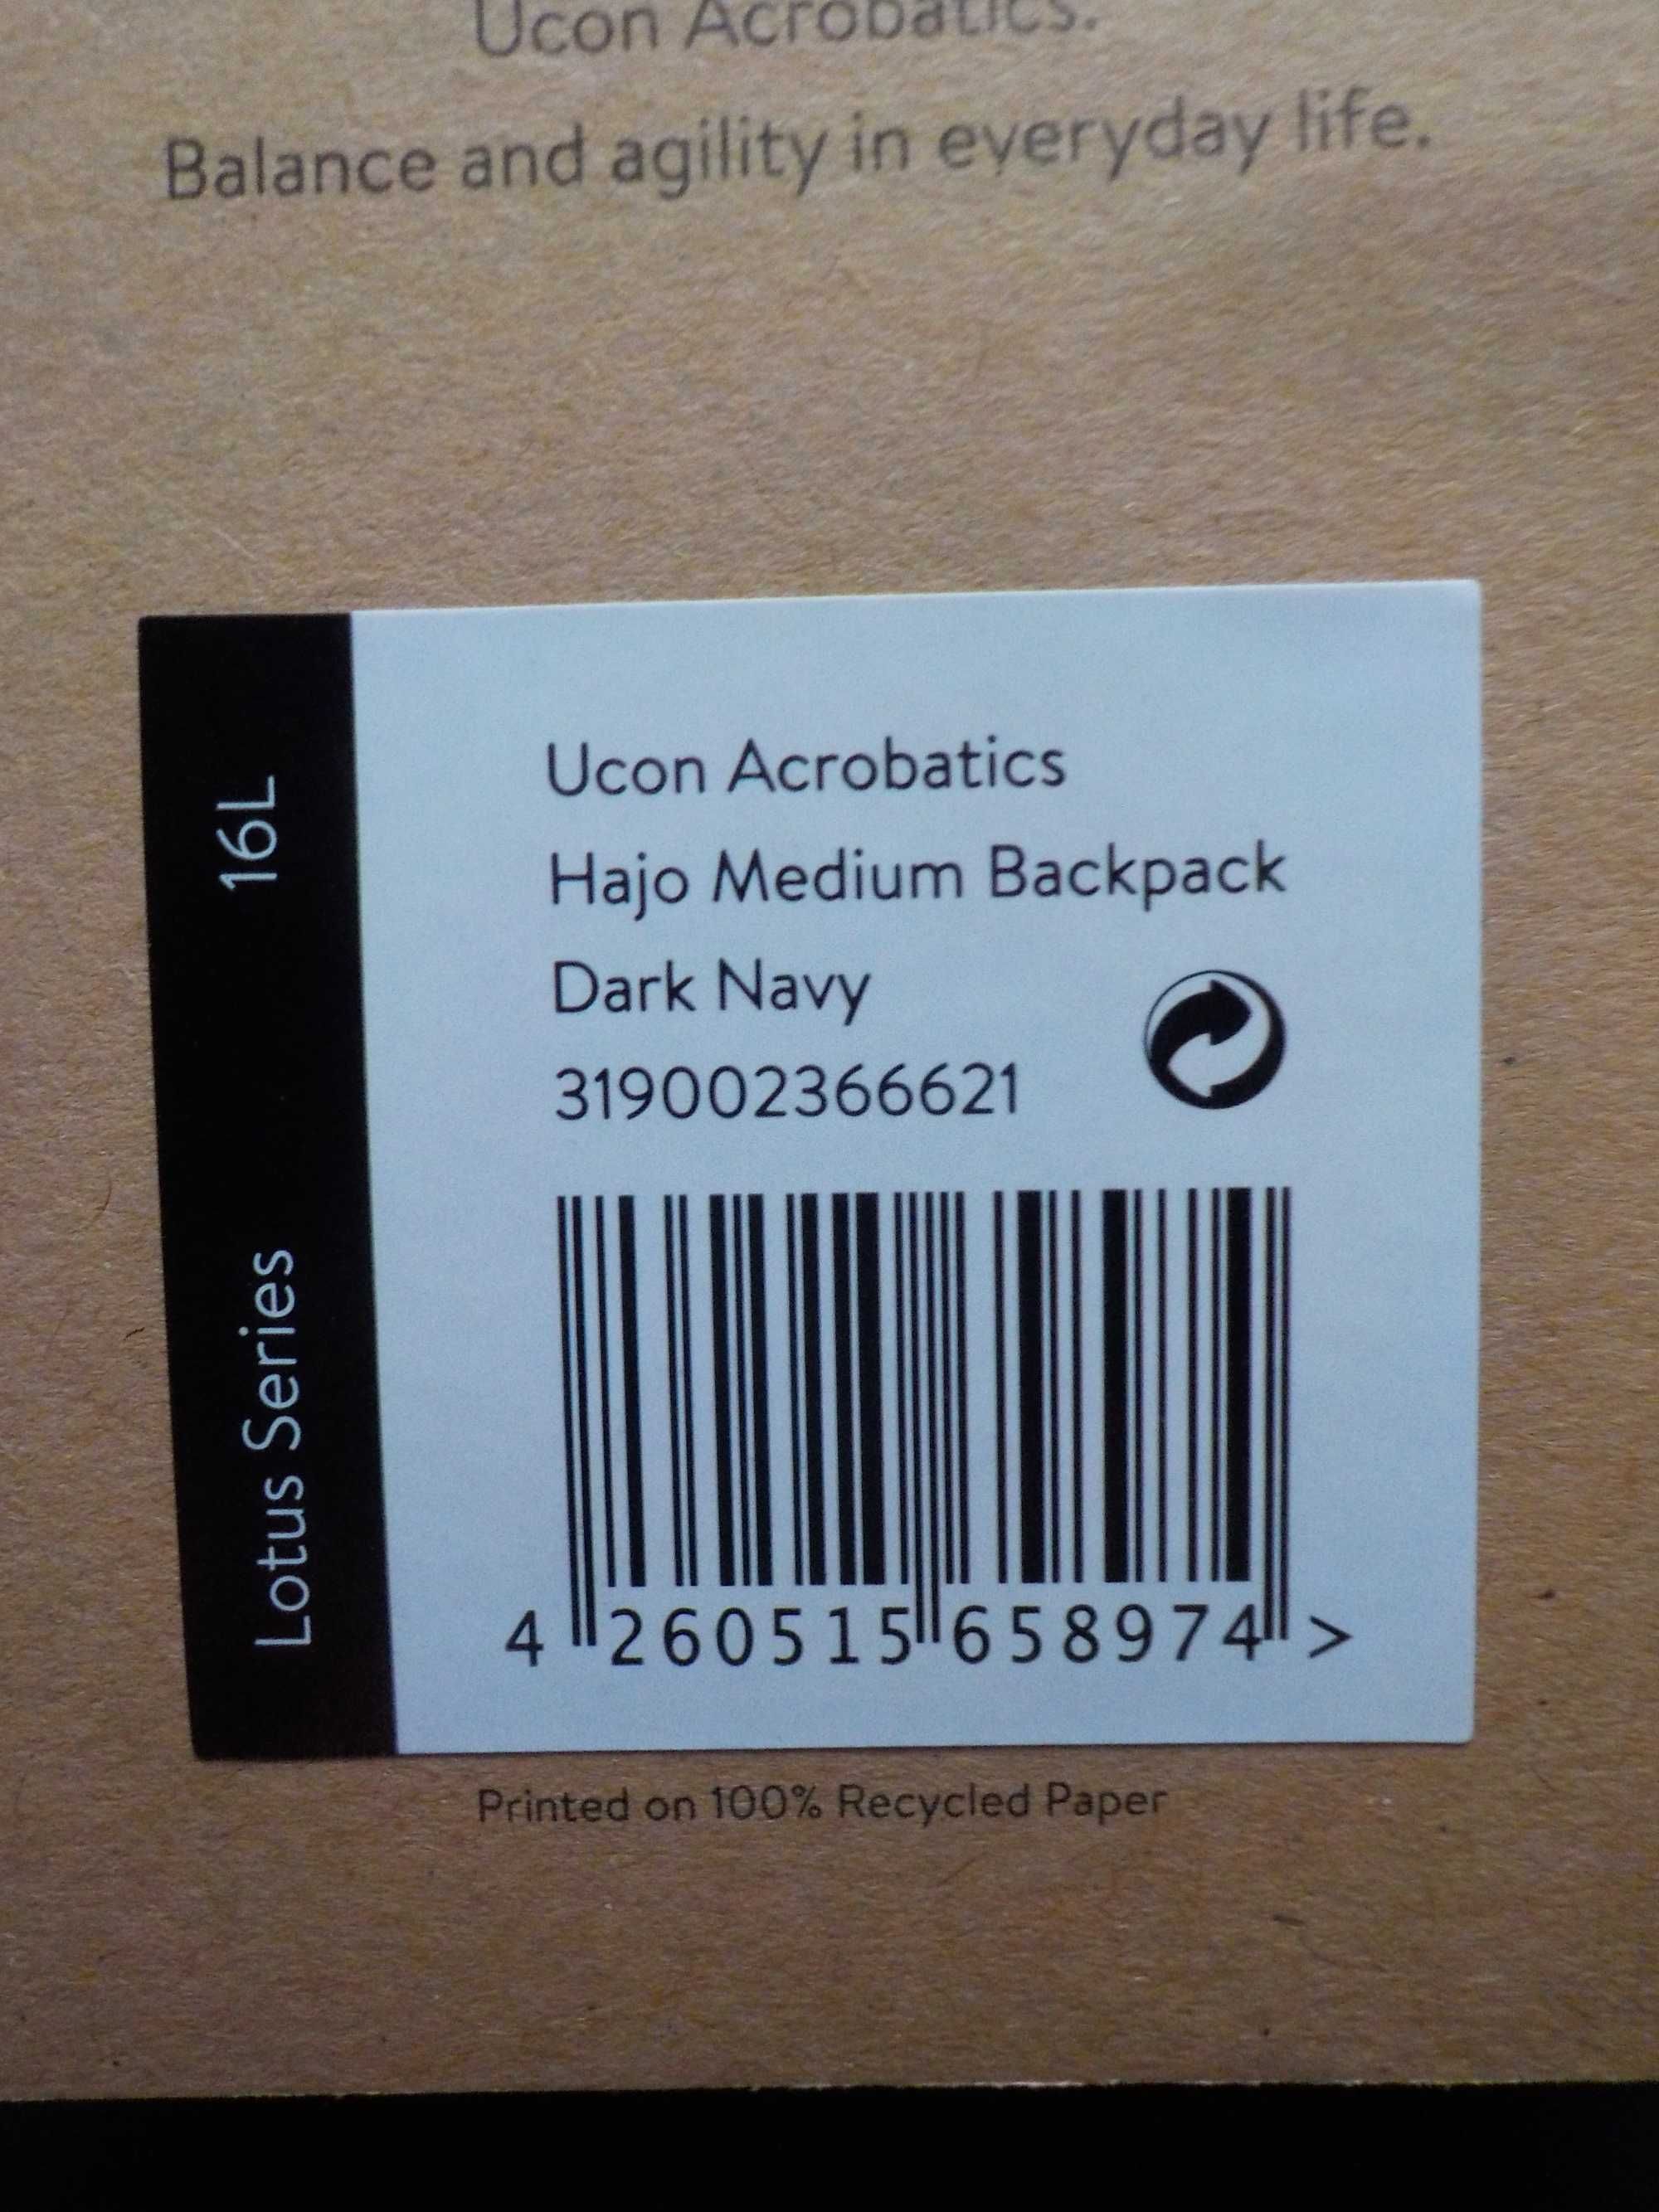 Ucon Acrobatics.
Balance and agility in everyday life.
16L
Lotus Series
Ucon Acrobatics
Hajo Medium Backpack
Dark Navy
319002366621
4 260515 658974 >
Printed on 100% Recycled Paper